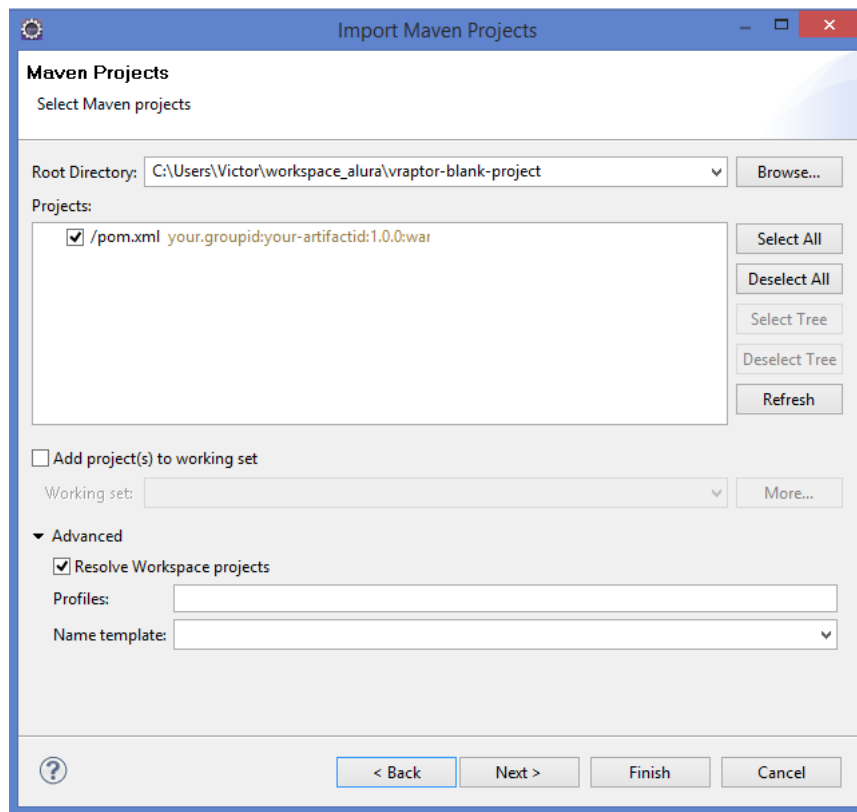 Import Maven Projects
Maven Projects
Select Maven projects
Root Directory: C:\Users\Victor\workspace_alura\vraptor-blank-project Browse...
Projects:
/pom.xml your.groupid:your-artifactid:1.0.0:war
Select All
Deselect All
Select Tree
Deselect Tree
Refresh
Add project(s) to working set
Working set: More...
Advanced
Resolve Workspace projects
Profiles:
Name template:
? < Back Next > Finish Cancel